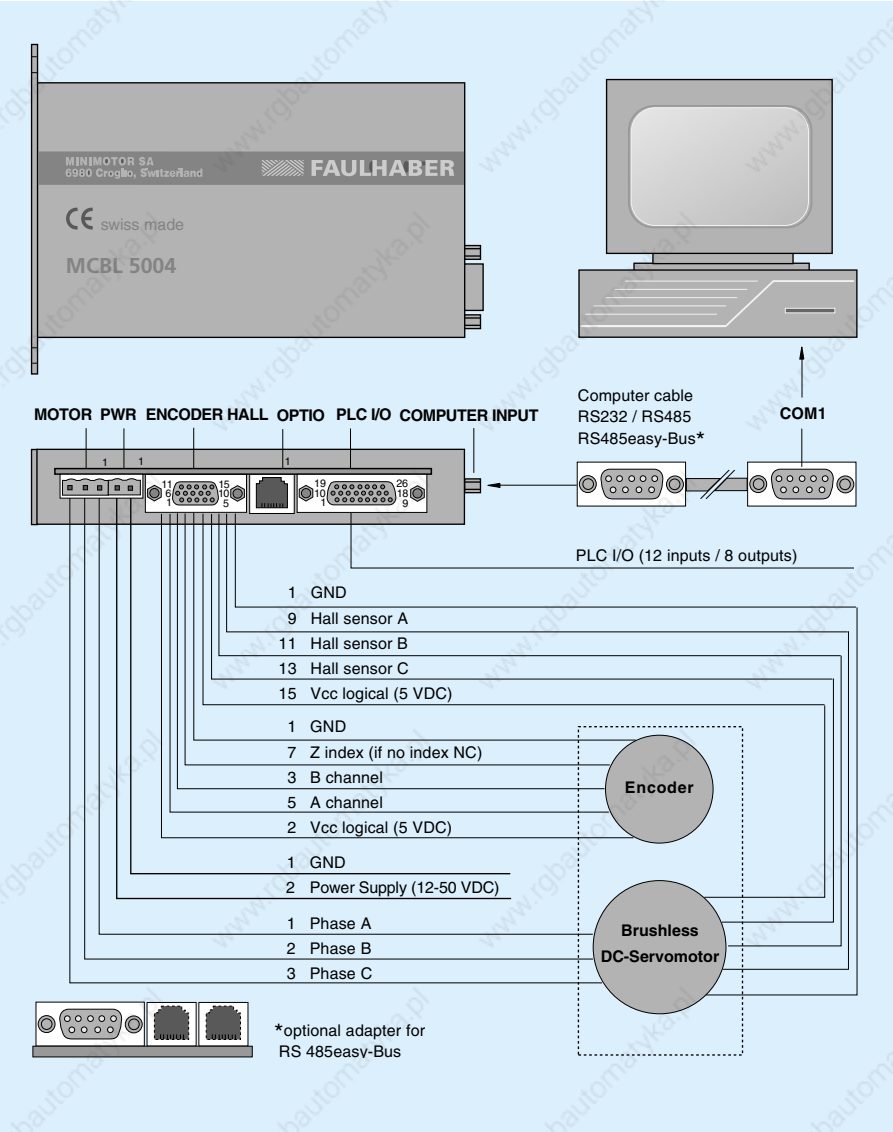 MINIMOTOR SA
6980 Croglio, Switzerland
FAULHABER
CE swiss made
MCBL 5004
Computer cable
RS232 / RS485
RS485easy-Bus*
COM1
MOTOR PWR ENCODER HALL OPTIO PLC I/O COMPUTER INPUT
1 1 1
11 15 19 26
6 10 10 18
1 5 1 9
PLC I/O (12 inputs / 8 outputs)
1 GND
9 Hall sensor A
11 Hall sensor B
13 Hall sensor C
15 Vcc logical (5 VDC)
1 GND
7 Z index (if no index NC)
3 B channel
5 A channel
2 Vcc logical (5 VDC)
Encoder
1 GND
2 Power Supply (12-50 VDC)
1 Phase A
2 Phase B
3 Phase C
Brushless
DC-Servomotor
*optional adapter for
RS 485easy-Bus
www.rgbautomatyka.pl